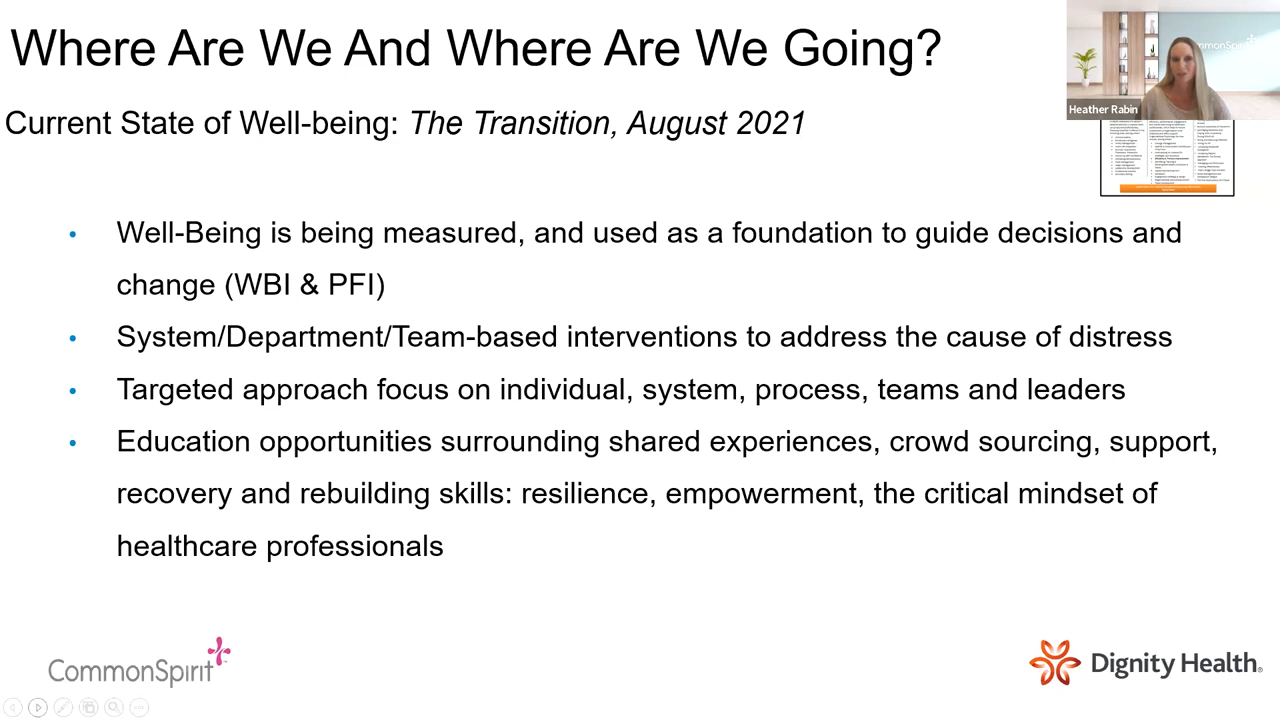 Where Are We And Where Are We Going?
mmonSpirit
Heather Rabin
Current State of Well-being: The Transition, August 2021
• Well-Being is being measured, and used as a foundation to guide decisions and
change (WBI & PFI)
• System/Department/Team-based interventions to address the cause of distress
• Targeted approach focus on individual, system, process, teams and leaders
• Education opportunities surrounding shared experiences, crowd sourcing, support,
recovery and rebuilding skills: resilience, empowerment, the critical mindset of
healthcare professionals
CommonSpirit
Dignity Health